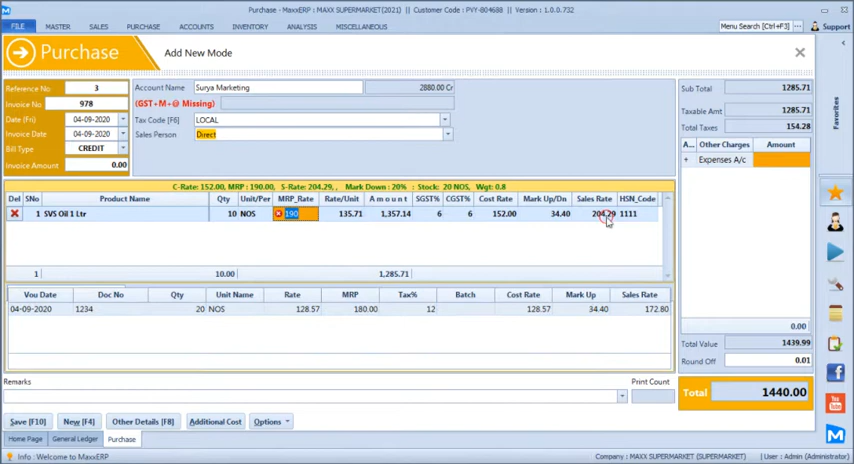 Purchase - MaxxERP : MAXX SUPERMARKET(2021) | Customer Code : PVY-804688 | Version : 1.0.0.732
FILE MASTER SALES PURCHASE ACCOUNTS INVENTORY ANALYSIS MISCELLANEOUS Menu Search [Ctrl+F3] ... Support
Purchase Add New Mode
Reference No. 3 Account Name Surya Marketing 2880.00 Cr Sub Total 1285.71
Invoice No. 978 (GST+M+@ Missing)
Taxable Amt 1285.71
Date (Fri) 04-09-2020 Tax Code [F6] LOCAL Total Taxes 154.28
Invoice Date 04-09-2020 Sales Person Direct
Bill Type CREDIT A... Other Charges Amount
Invoice Amount 0.00 + Expenses A/c
Favorites
C-Rate: 152.00, MRP : 190.00, S-Rate: 204.29, , Mark Down : 20% : Stock: 20 NOS, Wgt: 0.8
Del SNo Product Name Qty Unit/Per MRP_Rate Rate/Unit A m o u n t SGST% CGST% Cost Rate Mark Up/Du Sales Rate HSN_Code
1 SVS Oil 1 Ltr 10 NOS 190 135.71 1,357.14 6 6 152.00 34.40 204.29 1111
1 10.00 1,285.71
Vou Date Doc No Qty Unit Name Rate MRP Tax% Batch Cost Rate Mark Up Sales Rate
04-09-2020 1234 20 NOS 128.57 180.00 12 128.57 34.40 172.80
0.00
Total Value 1439.99
Round Off 0.01
Remarks Print Count
Total 1440.00
Save [F10] New [F4] Other Details [F8] Additional Cost Options
Home Page General Ledger Purchase
Info : Welcome to MaxxERP Company : MAXX SUPERMARKET (SUPERMARKET) | User : Admin (Administrator)
You
Tube